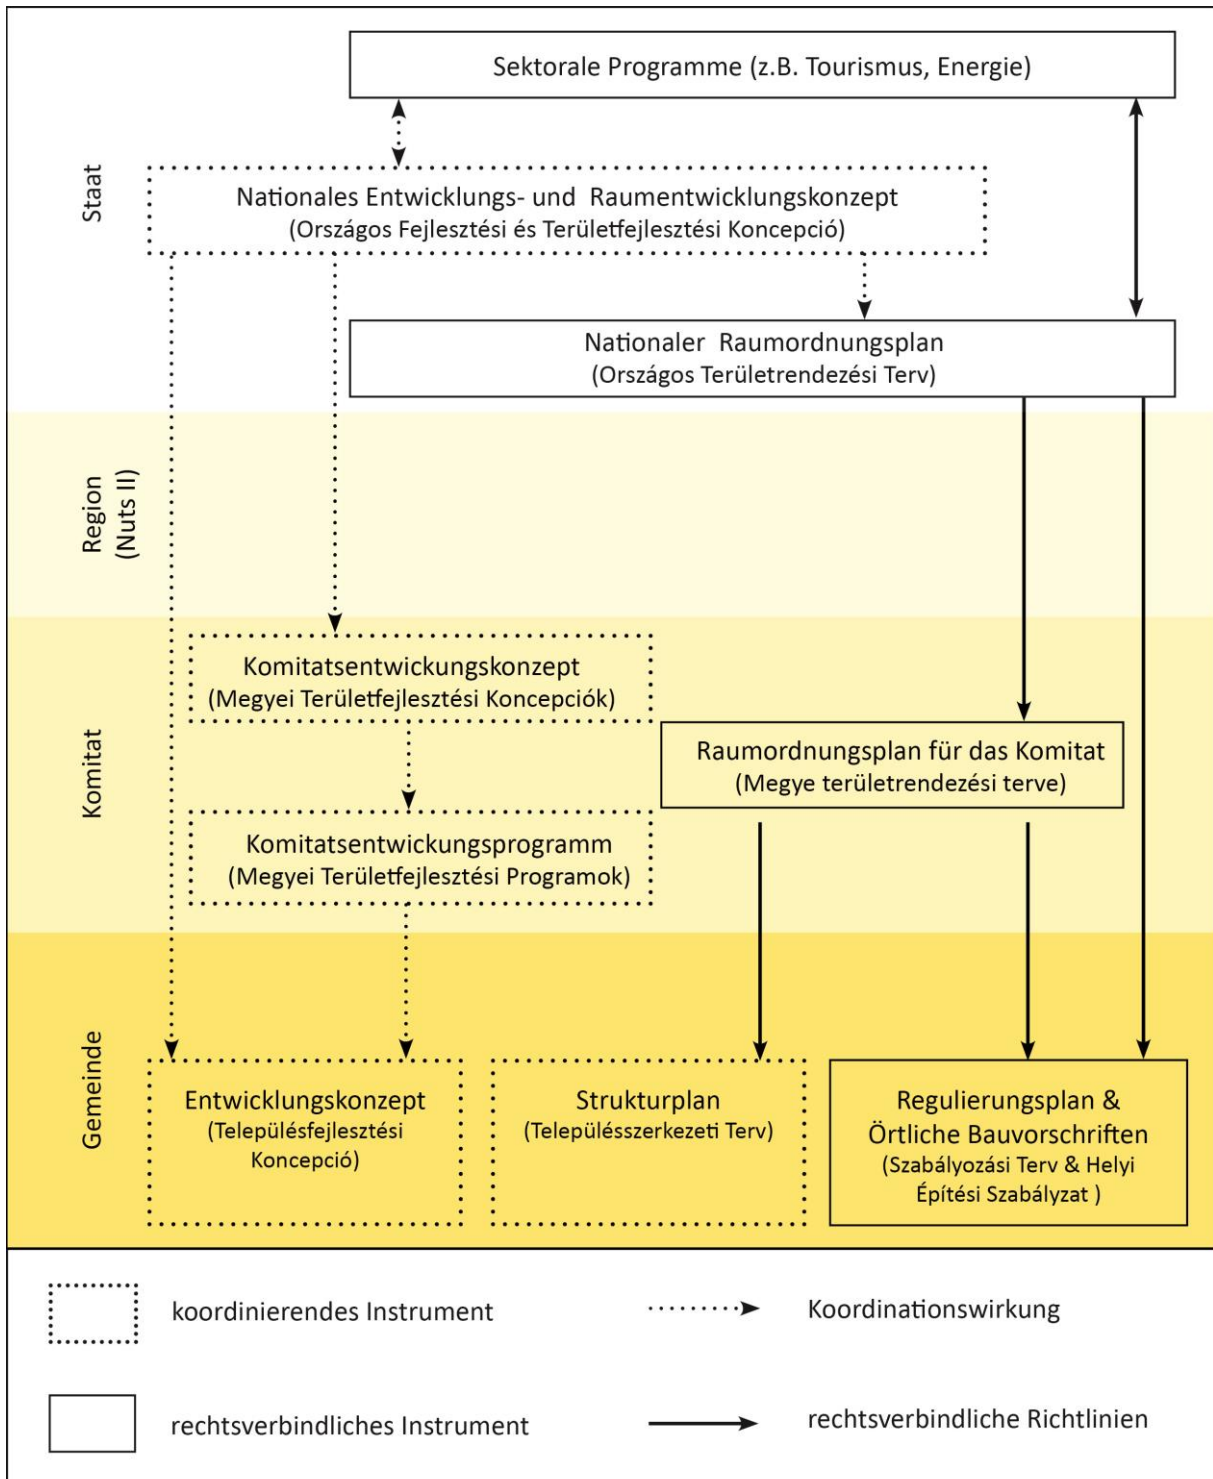 Sektorale Programme (z.B. Tourismus, Energie)
Staat
Nationales Entwicklungs- und Raumentwicklungskonzept
(Országos Fejlesztési és Területfejlesztési Koncepció)
Nationaler Raumordnungsplan
(Országos Területrendezési Terv)
Region
(Nuts II)
Komitat
Komitatsentwickungskonzept
(Megyei Területfejlesztési Koncepciók)
Raumordnungsplan für das Komitat
(Megye területrendezési terve)
Komitatsentwickungsprogramm
(Megyei Területfejlesztési Programok)
Gemeinde
Entwicklungskonzept
(Településfejlesztési
Koncepció)
Strukturplan
(Településszerkezeti Terv)
Regulierungsplan &
Örtliche Bauvorschriften
(Szabályozási Terv & Helyi
Építési Szabályzat )
koordinierendes Instrument
Koordinationswirkung
rechtsverbindliches Instrument
rechtsverbindliche Richtlinien